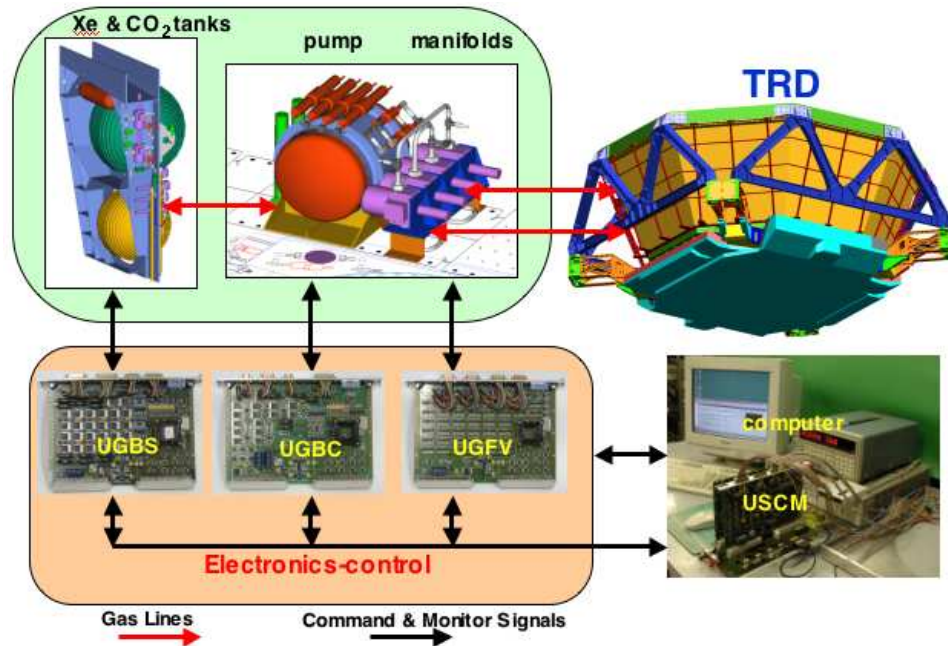 Xe & CO2 tanks
pump
manifolds
TRD
UGBS
UGBC
UGFV
computer
USCM
Electronics-control
Gas Lines
Command & Monitor Signals